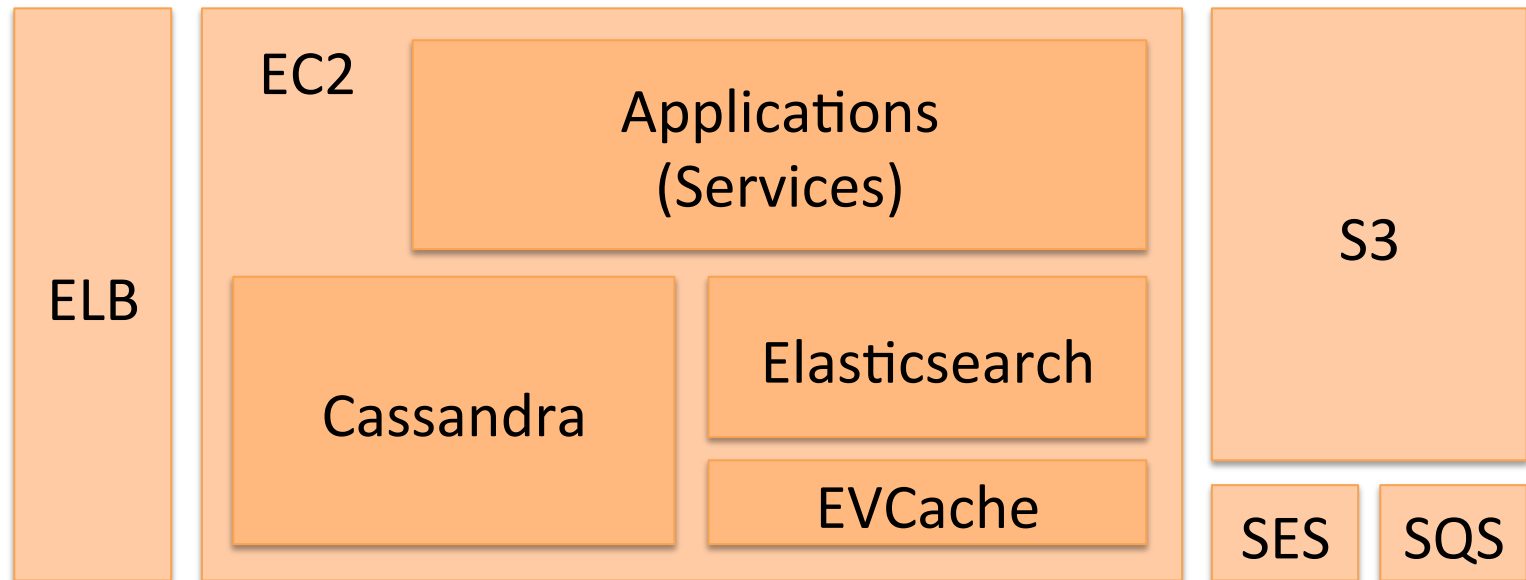 ELB
EC2
Applications
(Services)
Cassandra
Elasticsearch
EVCache
S3
SES
SQS